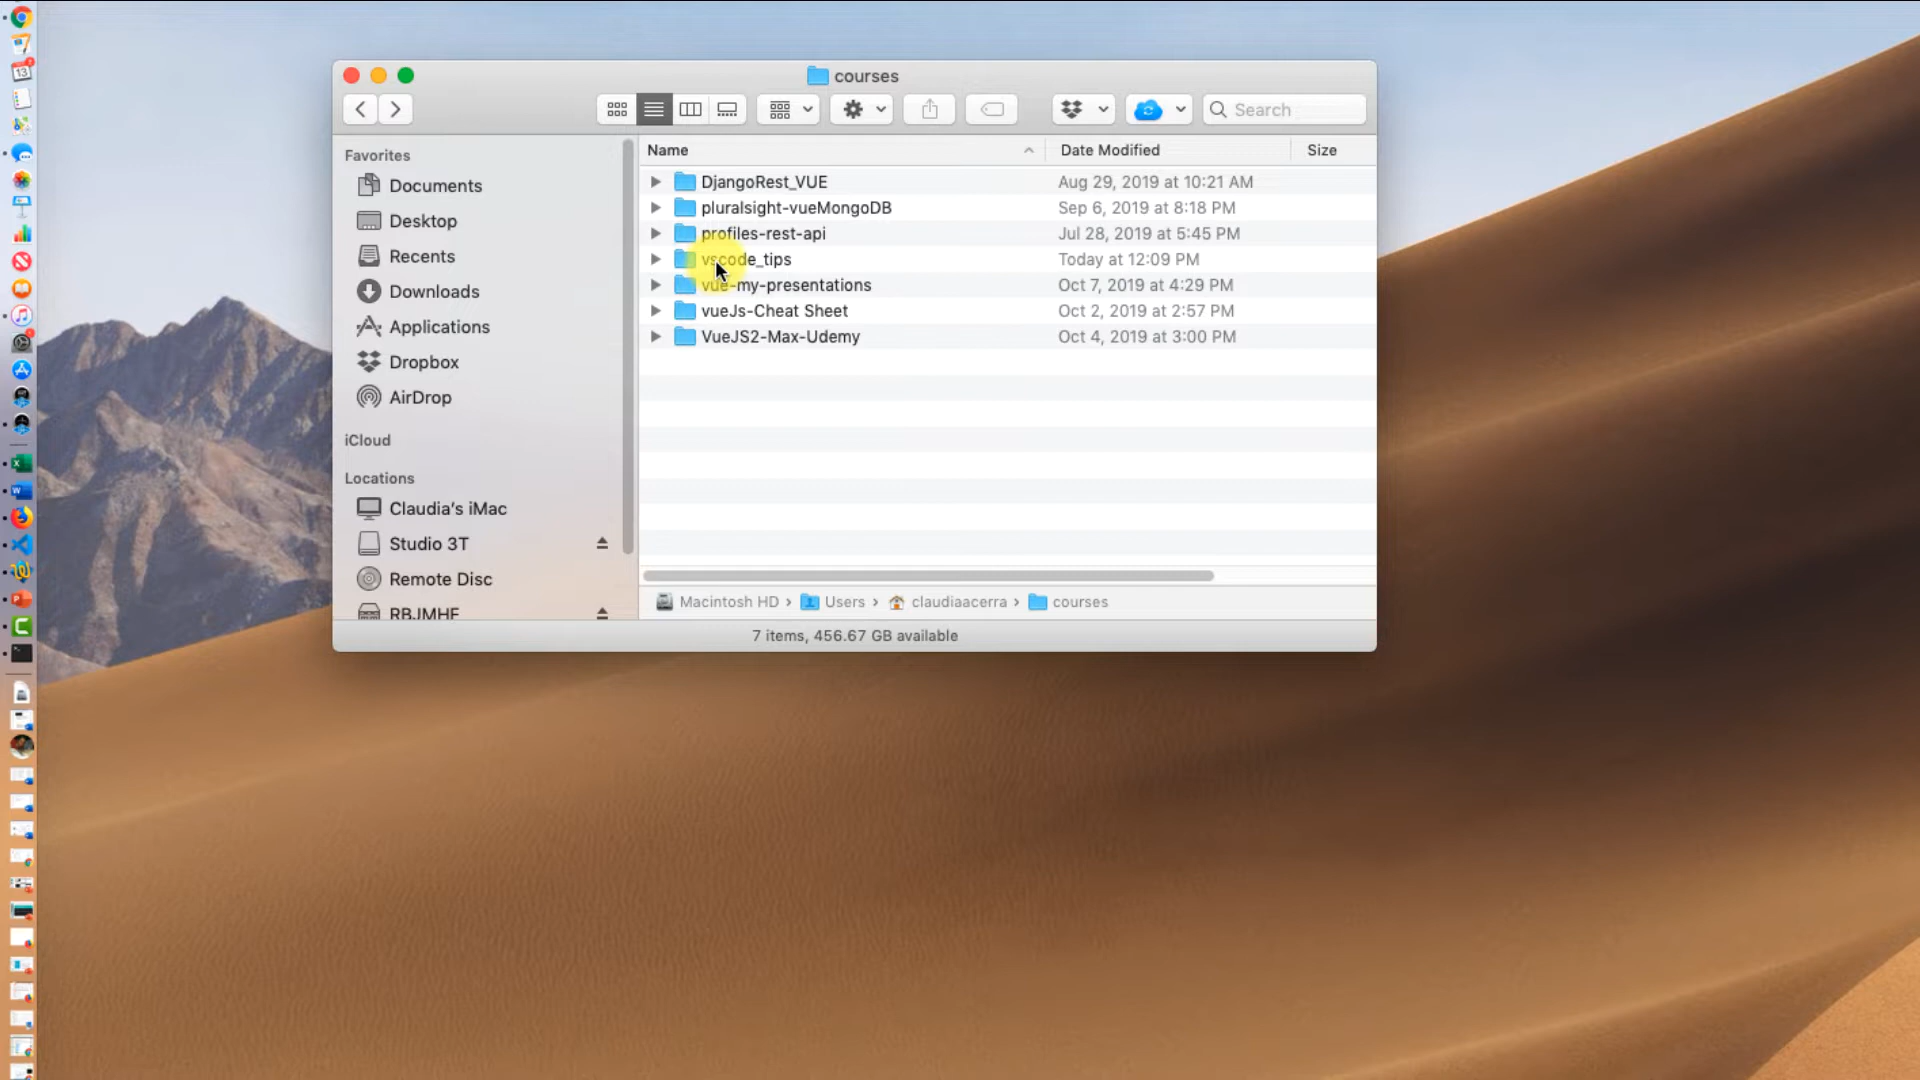 courses
Search
Favorites
Documents
Desktop
Recents
Downloads
Applications
Dropbox
AirDrop
iCloud
Locations
Claudia's iMac
Studio 3T
Remote Disc
RBJMHF
Name Date Modified Size
DjangoRest_VUE Aug 29, 2019 at 10:21 AM
pluralsight-vueMongoDB Sep 6, 2019 at 8:18 PM
profiles-rest-api Jul 28, 2019 at 5:45 PM
vscode_tips Today at 12:09 PM
vue-my-presentations Oct 7, 2019 at 4:29 PM
vueJs-Cheat Sheet Oct 2, 2019 at 2:57 PM
VueJS2-Max-Udemy Oct 4, 2019 at 3:00 PM
Macintosh HD › Users › claudiaacerra › courses
7 items, 456.67 GB available
13